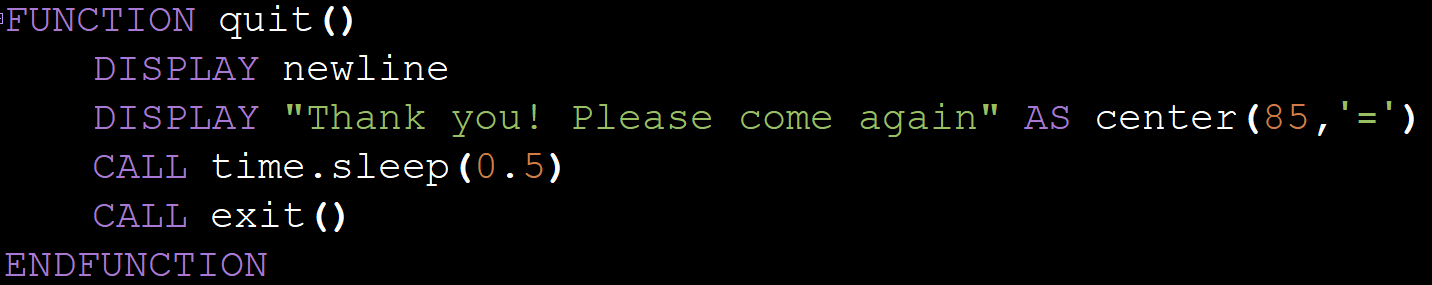 FUNCTION quit()
    DISPLAY newline
    DISPLAY "Thank you! Please come again" AS center(85,'=')
    CALL time.sleep(0.5)
    CALL exit()
ENDFUNCTION